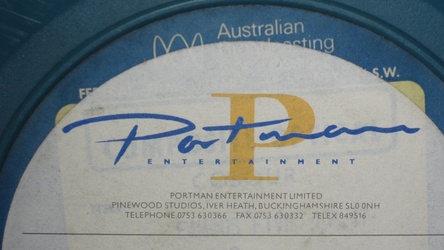 Australian
P
Portman
ENTERTAINMENT
PORTMAN ENTERTAINMENT LIMITED
PINEWOOD STUDIOS, IVER HEATH, BUCKINGHAMSHIRE SL0 0NH
TELEPHONE 0753 630366 FAX 0753 630332 TELEX 849516